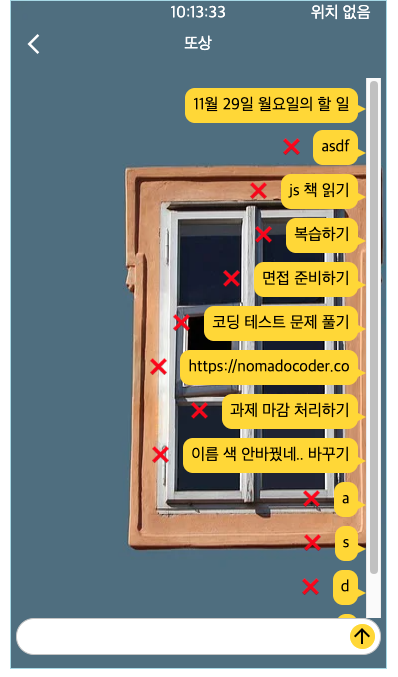 10:13:33 위치 없음
또상
11월 29일 월요일의 할 일
asdf
js 책 읽기
복습하기
면접 준비하기
코딩 테스트 문제 풀기
https://nomadocoder.co
과제 마감 처리하기
이름 색 안바꿨네.. 바꾸기
a
s
d